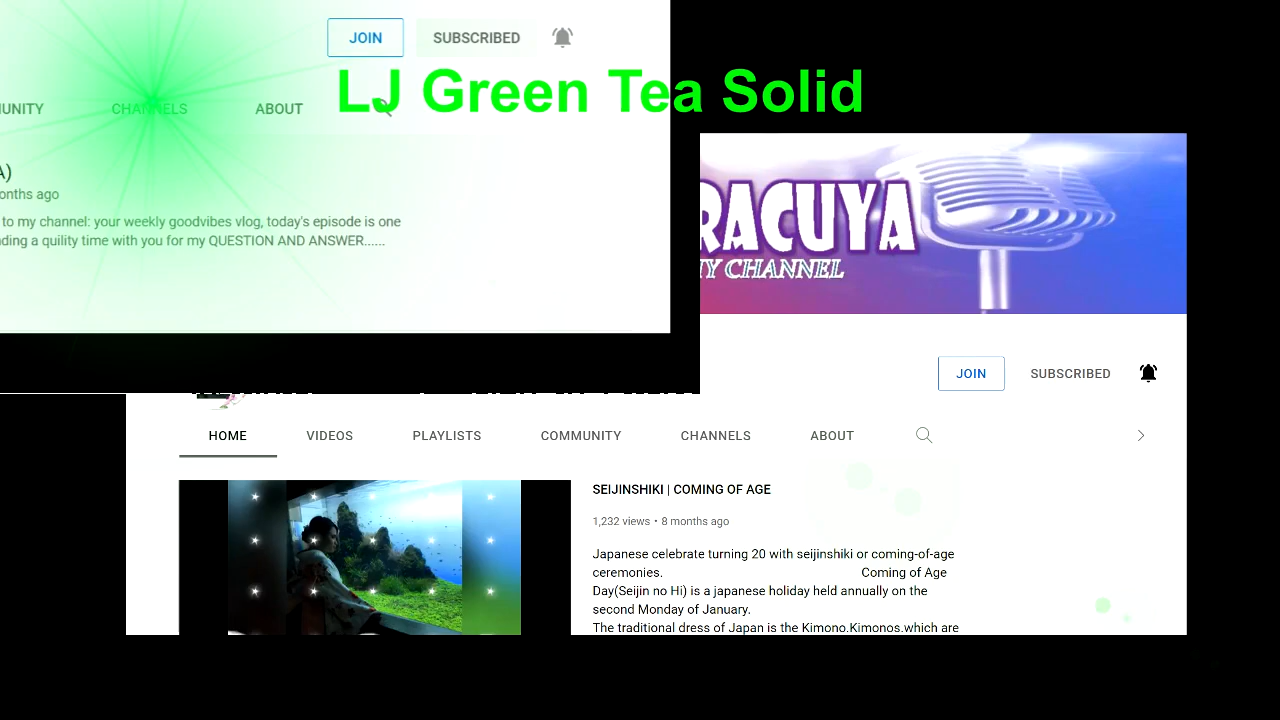 JOIN SUBSCRIBED
LJ Green Tea Solid
UNITY CHANNELS ABOUT
A)
onths ago
to my channel: your weekly goodvibes vlog, today's episode is one
nding a quility time with you for my QUESTION AND ANSWER......
RACUYA
MY CHANNEL
JOIN SUBSCRIBED
HOME VIDEOS PLAYLISTS COMMUNITY CHANNELS ABOUT
SEIJINSHIKI | COMING OF AGE
1,232 views • 8 months ago
Japanese celebrate turning 20 with seijinshiki or coming-of-age
ceremonies. Coming of Age
Day(Seijin no Hi) is a japanese holiday held annually on the
second Monday of January.
The traditional dress of Japan is the Kimono.Kimonos.which are